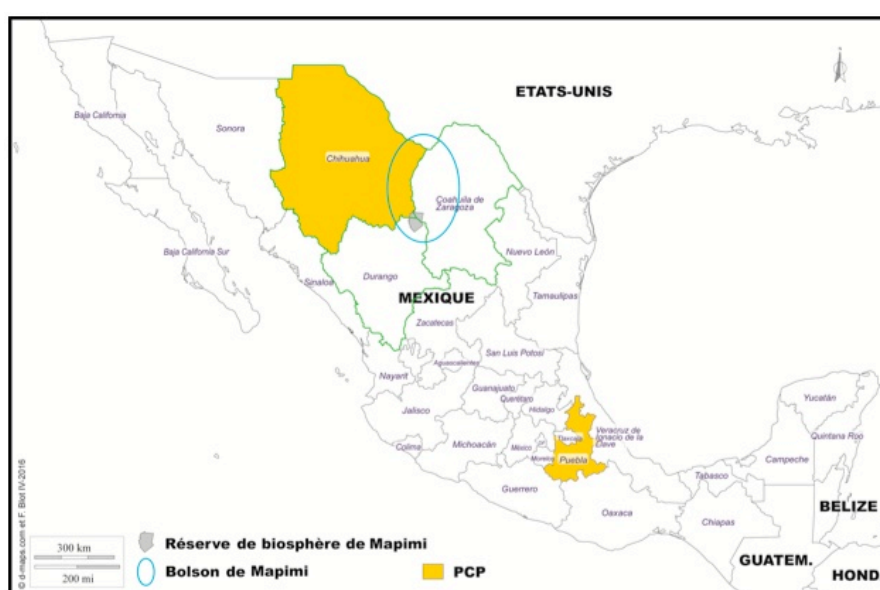 ETATS-UNIS
Baja California
Sonora
Chihuahua
Coahuila de
Zaragoza
Baja California Sur
Nuevo León
Sinaloa
Durango
MEXIQUE
Tamaulipas
Zacatecas
San Luis Potosí
Aguascalientes
Nayarit
Guanajuato
Querétaro
Hidalgo
Yucatán
Jalisco
Veracruz de
Ignacio de la
Llave
Quintana Roo
Tlaxcala
Colima
Michoacán
México
Morelos
Puebla
Campeche
Tabasco
Guerrero
Oaxaca
Chiapas
BELIZE
GUATEM.
HOND
300 km
200 mi
Réserve de biosphère de Mapimi
Bolson de Mapimi
PCP
© d-maps.com et F. Blot IV-2016